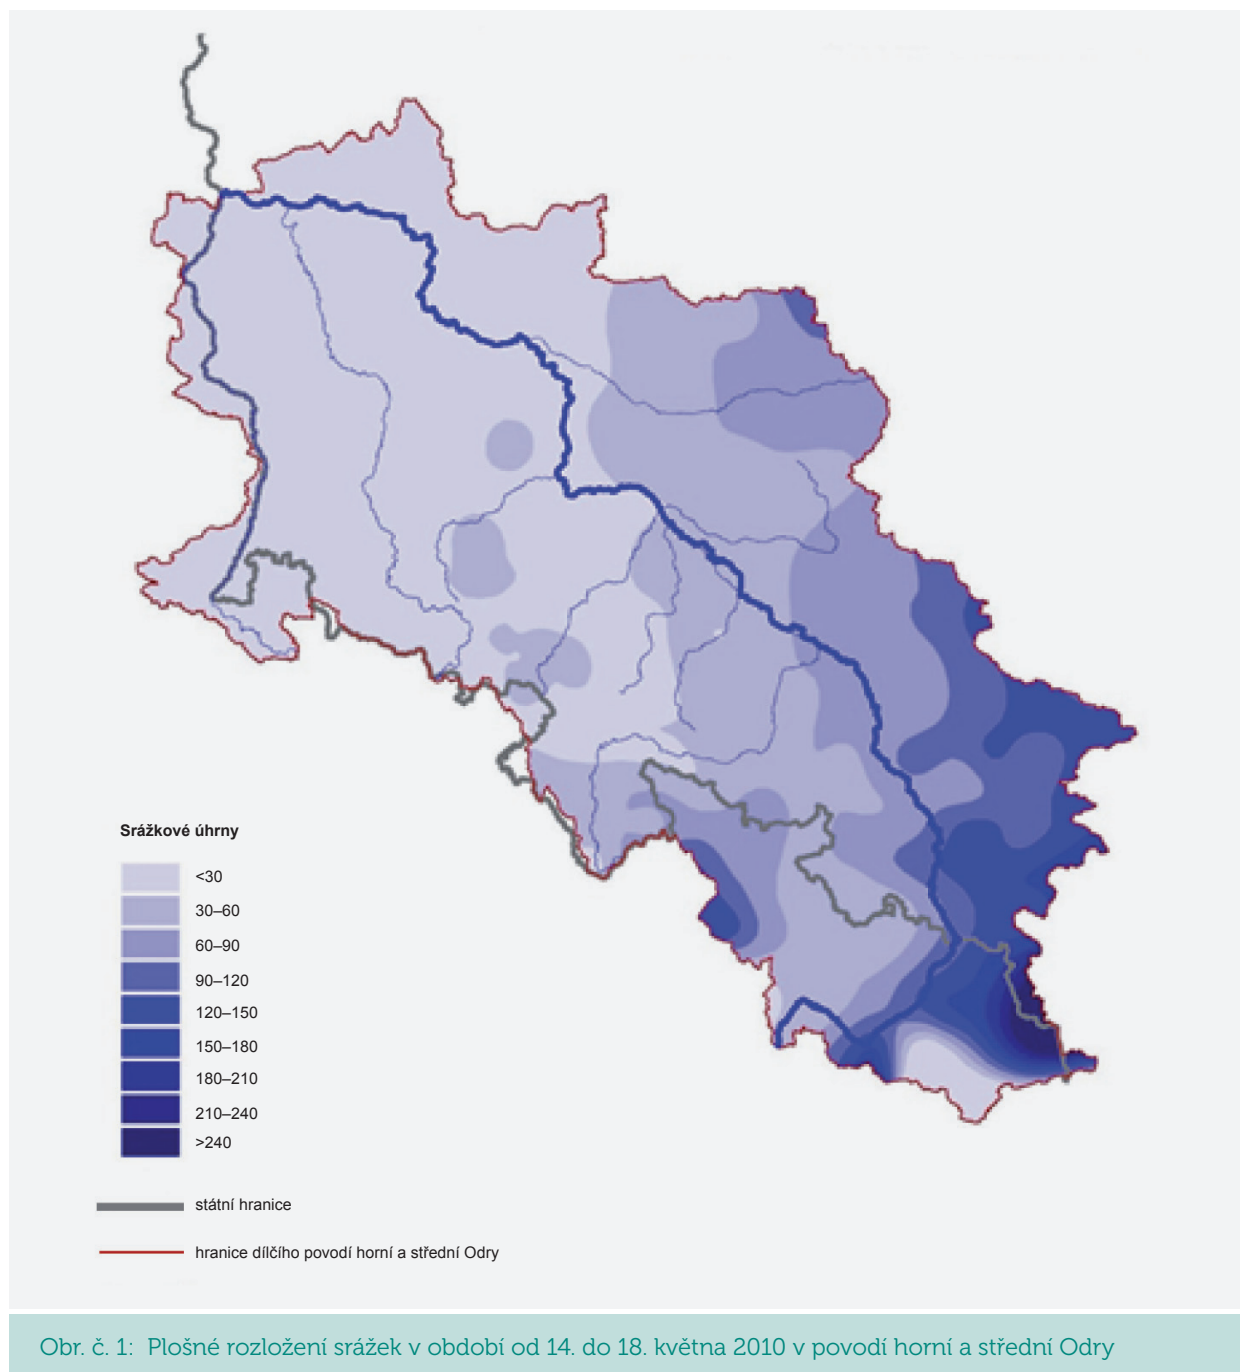 Srážkové úhrny
<30
30–60
60–90
90–120
120–150
150–180
180–210
210–240
>240
státní hranice
hranice dílčího povodí horní a střední Odry
Obr. č. 1: Plošné rozložení srážek v období od 14. do 18. května 2010 v povodí horní a střední Odry